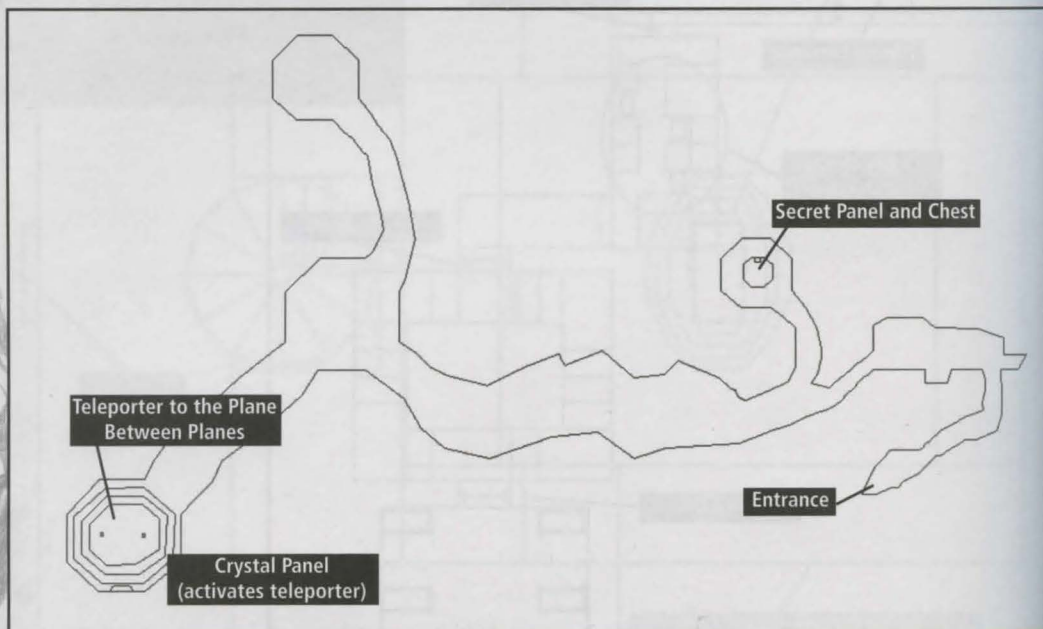 Secret Panel and Chest
Teleporter to the Plane
Between Planes
Entrance
Crystal Panel
(activates teleporter)